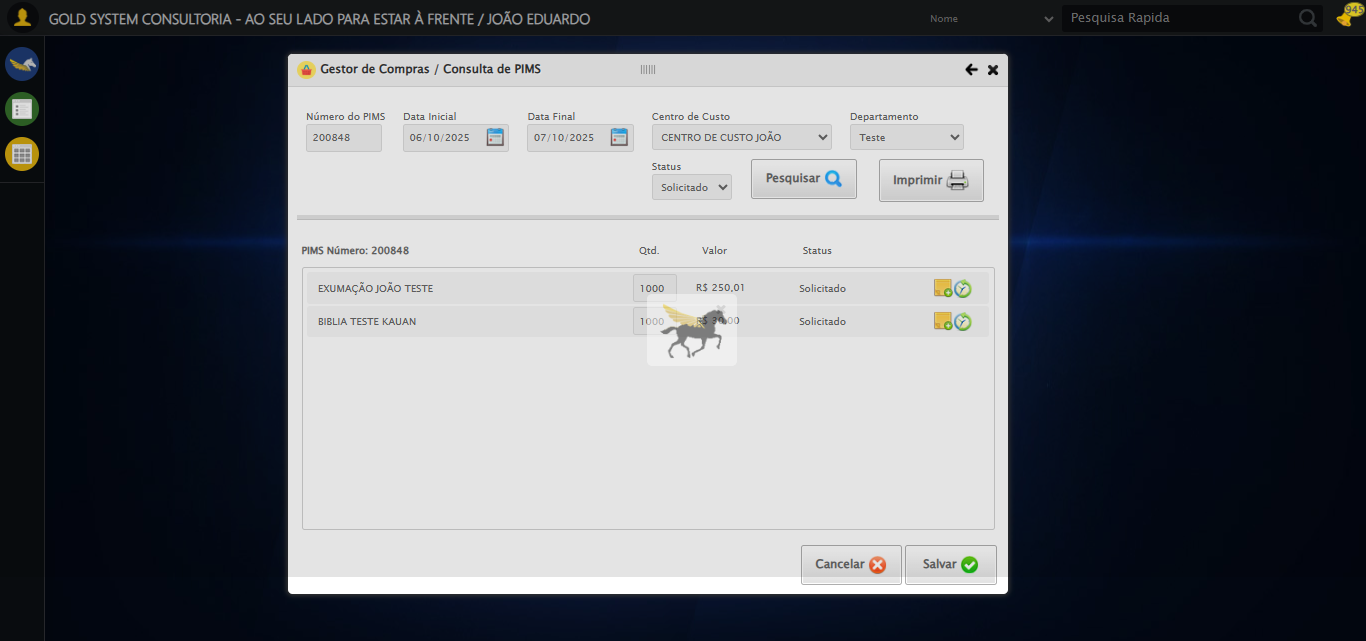 GOLD SYSTEM CONSULTORIA - AO SEU LADO PARA ESTAR À FRENTE / JOÃO EDUARDO
Nome
Pesquisa Rapida
945
Gestor de Compras / Consulta de PIMS
Número do PIMS Data Inicial Data Final Centro de Custo Departamento
200848 06/10/2025 07/10/2025 CENTRO DE CUSTO JOÃO Teste
Status
Solicitado Pesquisar Imprimir
PIMS Número: 200848 Qtd. Valor Status
EXUMAÇÃO JOÃO TESTE 1000 R$ 250,01 Solicitado
BIBLIA TESTE KAUAN 1000 R$ 30,00 Solicitado
Cancelar Salvar